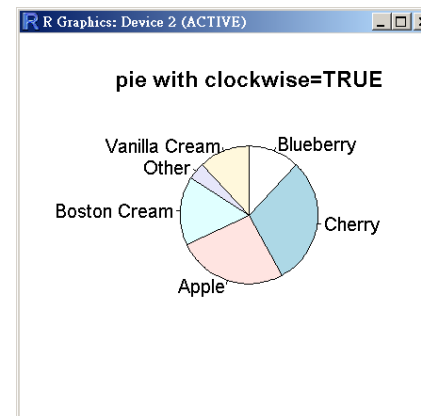 R Graphics: Device 2 (ACTIVE)
pie with clockwise=TRUE
Vanilla Cream
Blueberry
Other
Boston Cream
Cherry
Apple